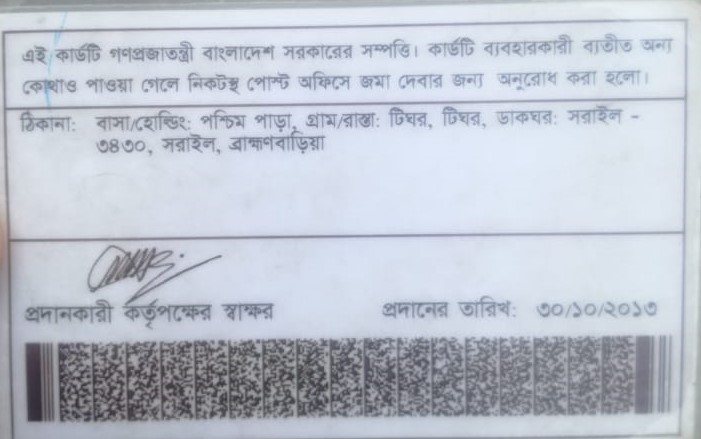 এই কার্ডটি গণপ্রজাতন্ত্রী বাংলাদেশ সরকারের সম্পত্তি। কার্ডটি ব্যবহারকারী ব্যতীত অন্য
কোথাও পাওয়া গেলে নিকটস্থ পোস্ট অফিসে জমা দেবার জন্য অনুরোধ করা হলো।
ঠিকানা: বাসা/হোল্ডিং: পশ্চিম পাড়া, গ্রাম/রাস্তা: টিঘর, টিঘর, ডাকঘর: সরাইল -
৩৪৩০, সরাইল, ব্রাহ্মণবাড়িয়া
প্রদানকারী কর্তৃপক্ষের স্বাক্ষর
প্রদানের তারিখ: ৩০/১০/২০১৩